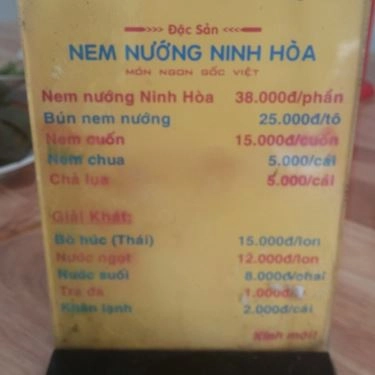 Đặc Sản
NEM NƯỚNG NINH HÒA
MÓN NGON GỐC VIỆT
Nem nướng Ninh Hòa 38.000đ/phần
Bún nem nướng 25.000đ/tô
Nem cuốn 15.000đ/cuốn
Nem chua 5.000/cái
Chả lụa 5.000/cái
Giải Khát:
Bò húc (Thái) 15.000đ/lon
Nước ngọt 12.000đ/lon
Nước suối 8.000đ/chai
Trà đá 1.000đ/
Khăn lạnh 2.000đ/cái
Kính mời!